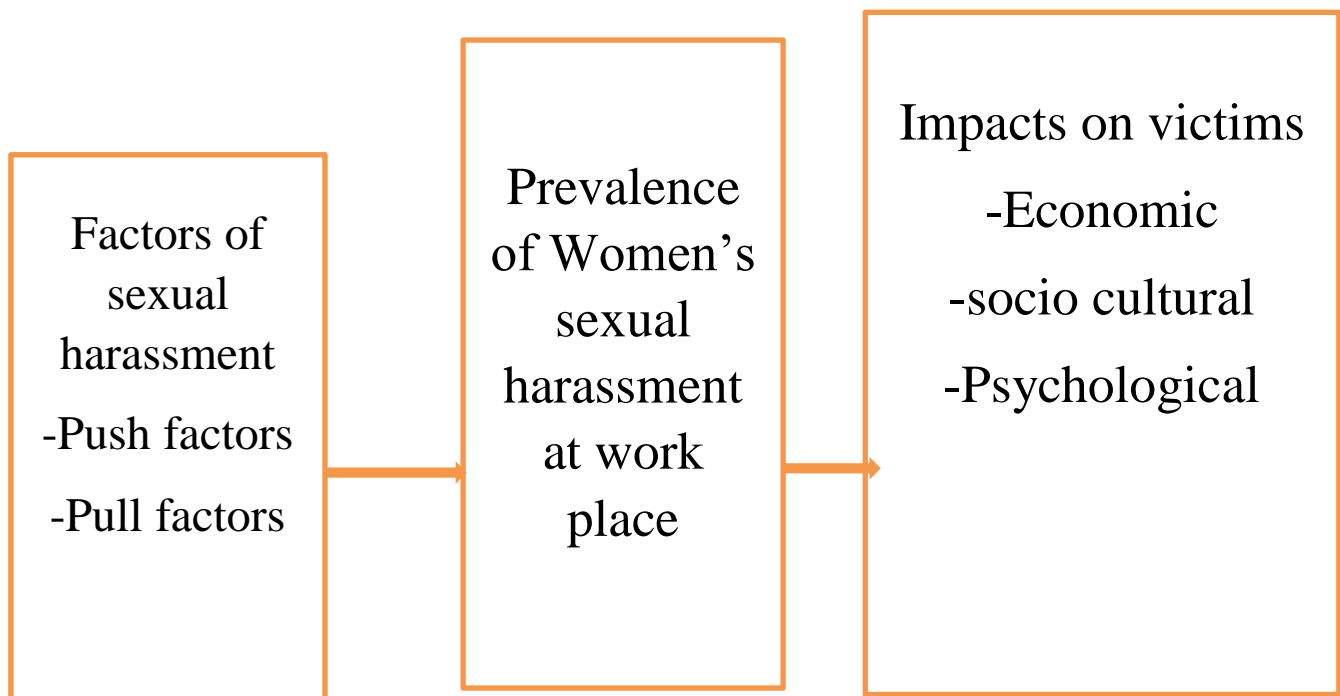 Factors of
sexual
harassment
-Push factors
-Pull factors
Prevalence
of Women’s
sexual
harassment
at work
place
Impacts on victims
-Economic
-socio cultural
-Psychological